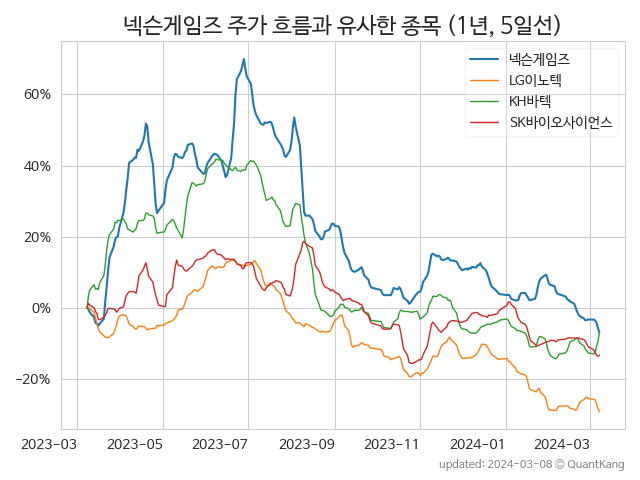 넥슨게임즈 주가 흐름과 유사한 종목 (1년, 5일선)
넥슨게임즈
LG이노텍
KH바텍
SK바이오사이언스
60%
40%
20%
0%
−20%
2023-03 2023-05 2023-07 2023-09 2023-11 2024-01 2024-03
updated: 2024-03-08 © QuantKang